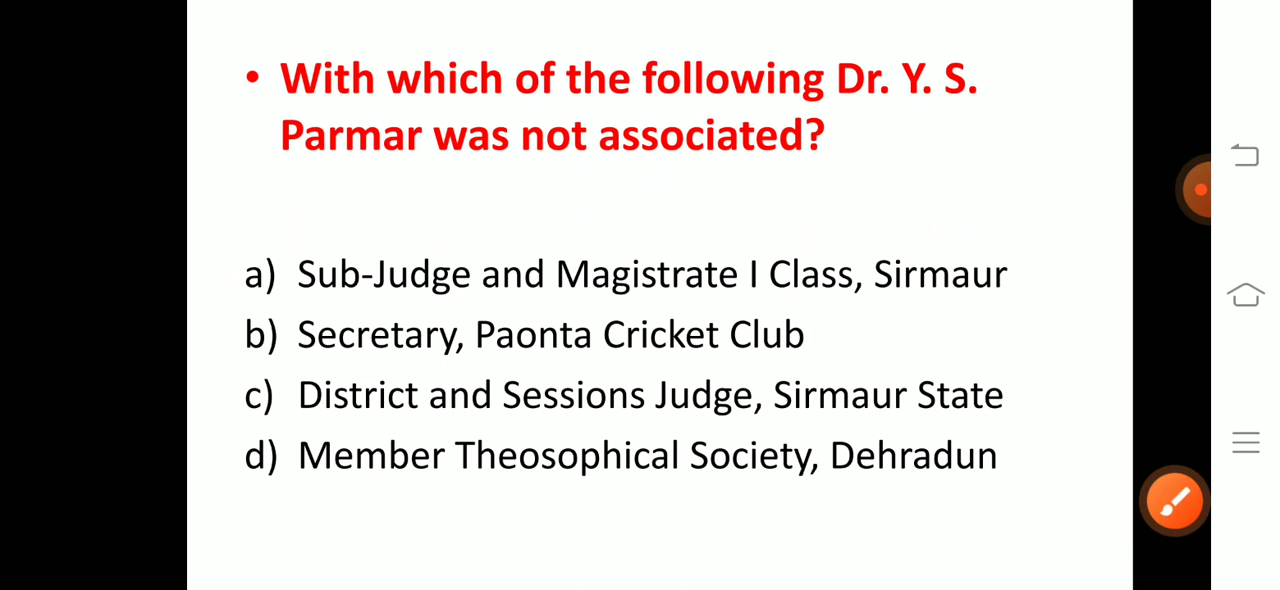 • With which of the following Dr. Y. S.
Parmar was not associated?
a) Sub-Judge and Magistrate I Class, Sirmaur
b) Secretary, Paonta Cricket Club
c) District and Sessions Judge, Sirmaur State
d) Member Theosophical Society, Dehradun